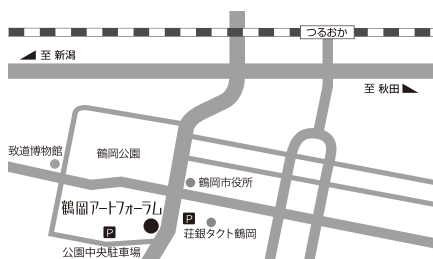 つるおか
至 新潟
至 秋田
致道博物館
鶴岡公園
鶴岡市役所
鶴岡アートフォーラム
P
P
荘銀タクト鶴岡
公園中央駐車場